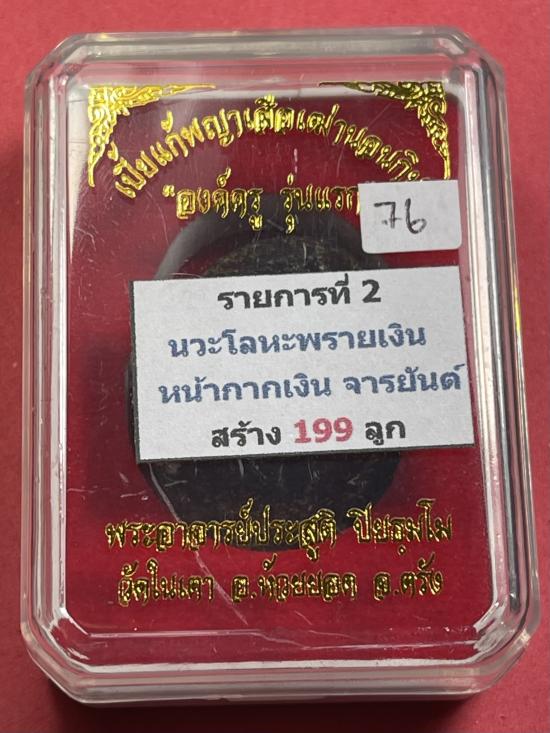 เบี้ยแก้พญาเสือเผ่านอนกิน
"องค์ครู รุ่นแรก
76
รายการที่ 2
นวะโลหะพรายเงิน
หน้ากากเงิน จารยันต์
สร้าง 199 ลูก
พระอาจารย์ประสูติ ปิยธมฺโม
วัดในเตา อ.ห้วยยอด จ.ตรัง